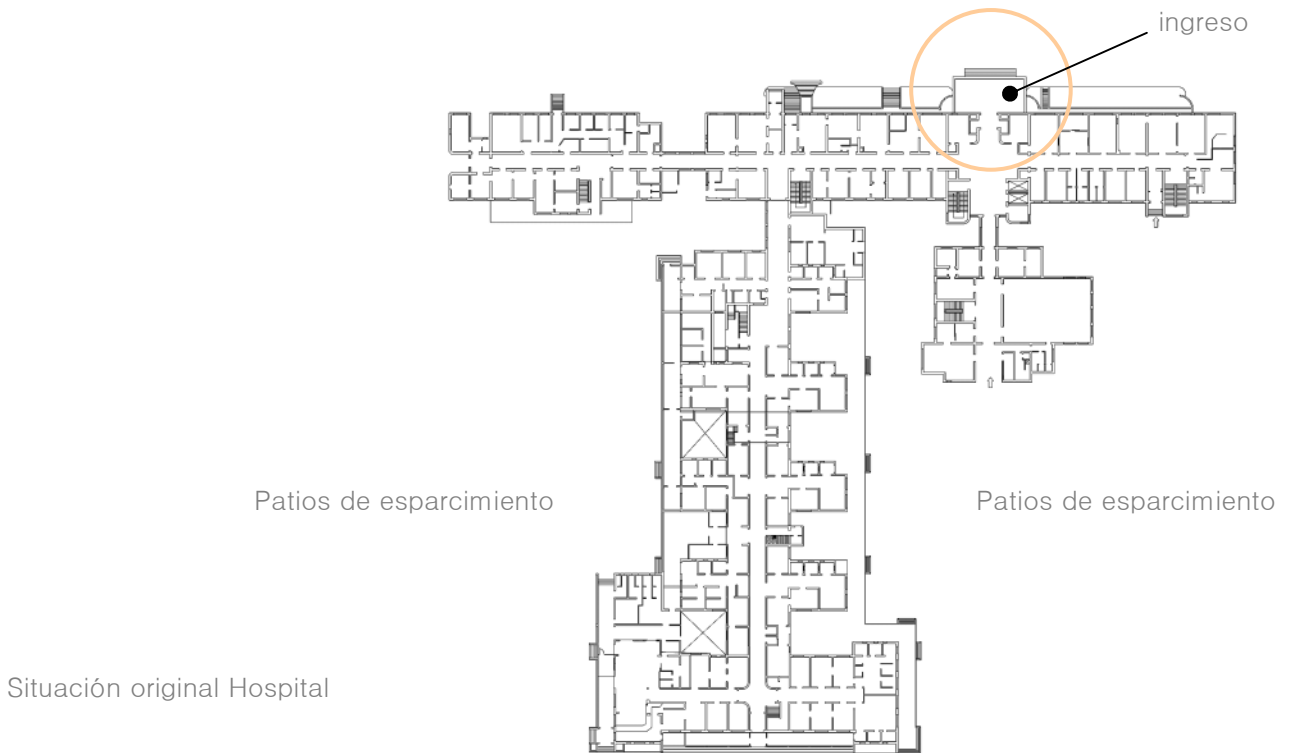 ingreso
Patios de esparcimiento
Patios de esparcimiento
Situación original Hospital